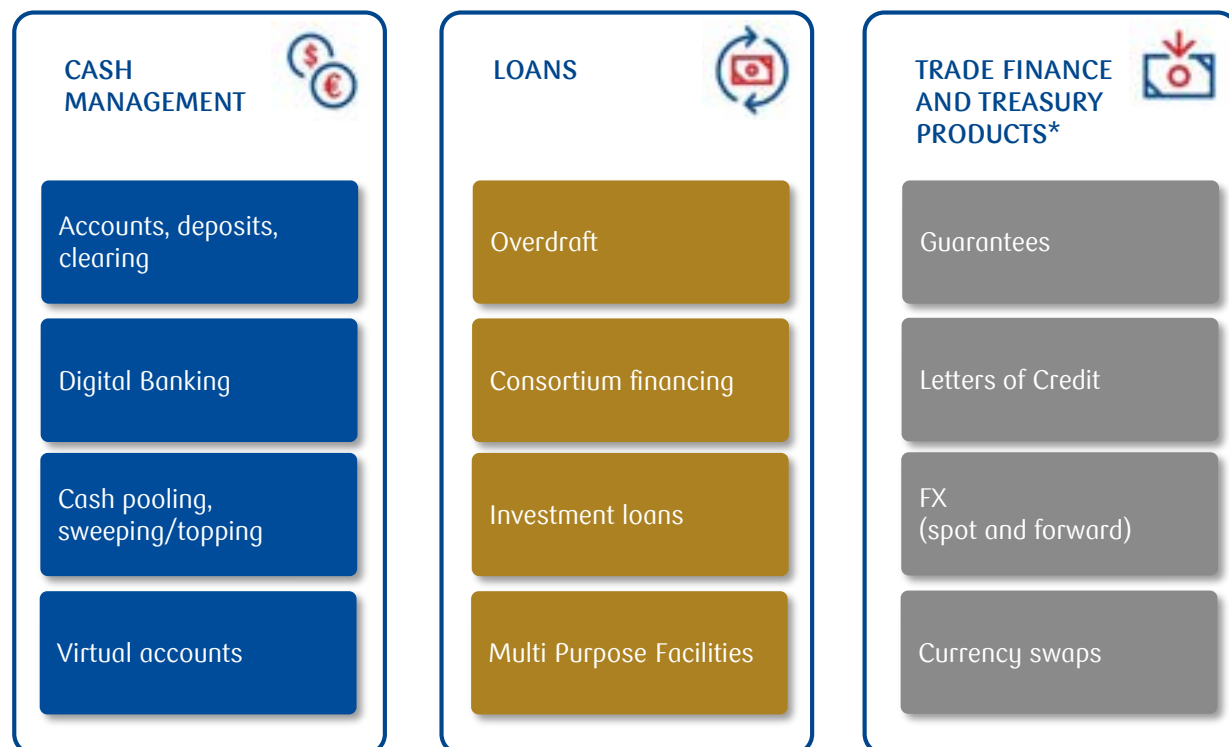 CASH
MANAGEMENT
$
€
Accounts, deposits,
clearing
Digital Banking
Cash pooling,
sweeping/topping
Virtual accounts
LOANS
Overdraft
Consortium financing
Investment loans
Multi Purpose Facilities
TRADE FINANCE
AND TREASURY
PRODUCTS*
Guarantees
Letters of Credit
FX
(spot and forward)
Currency swaps